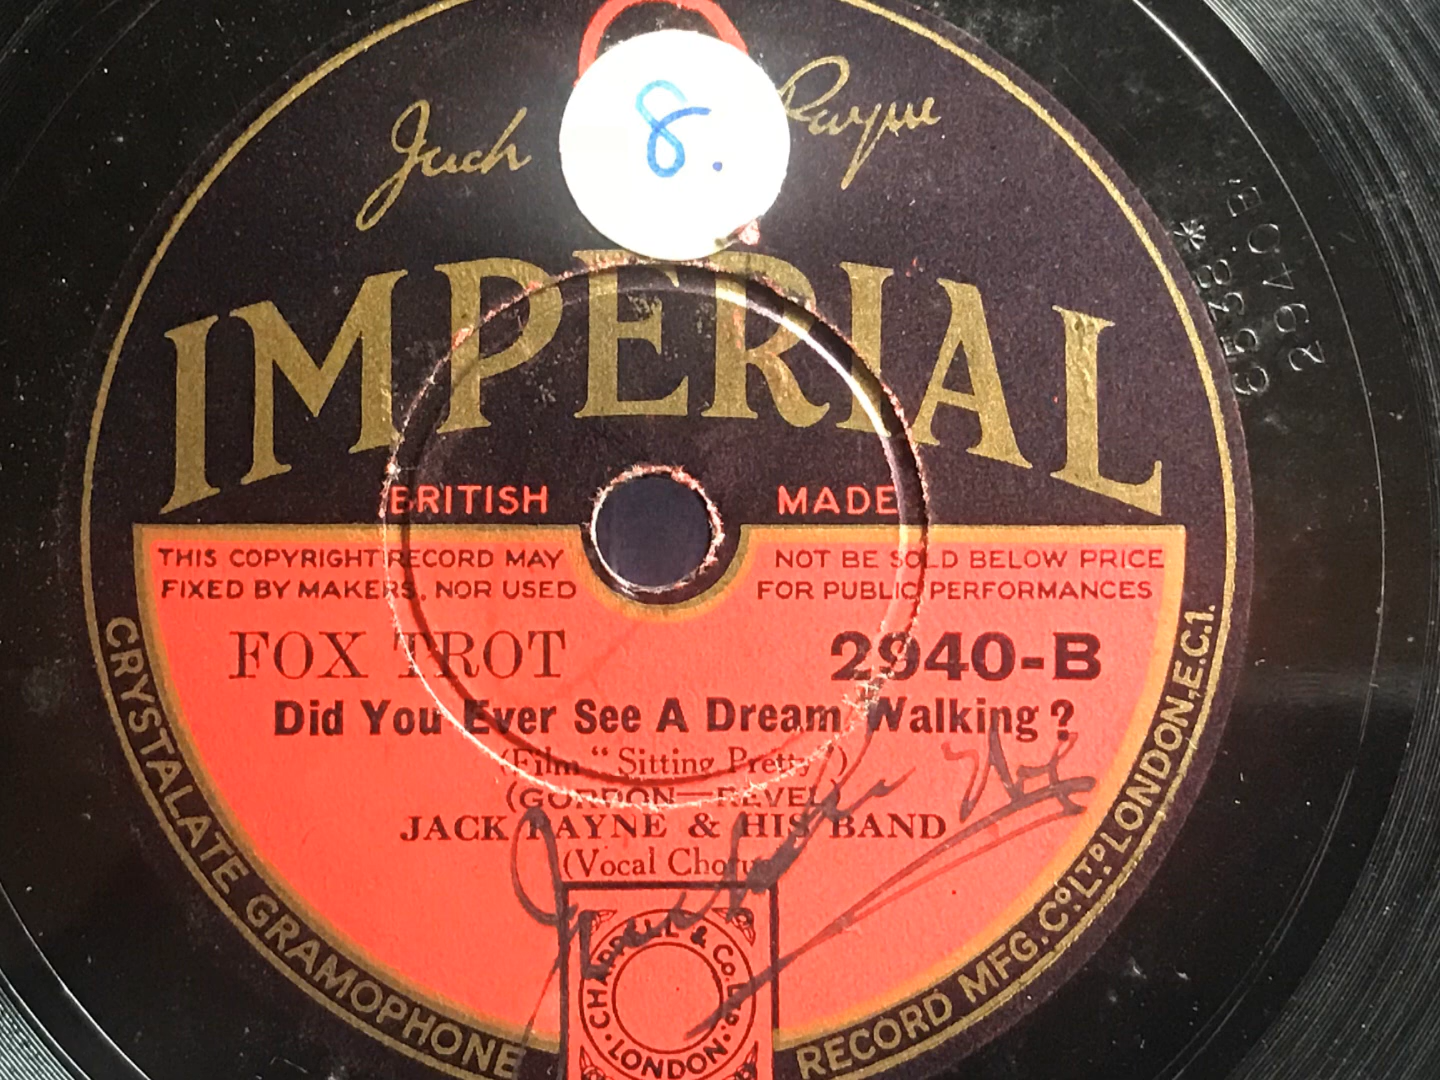 8.
Jack Payne
IMPERIAL
BRITISH MADE
THIS COPYRIGHT RECORD MAY NOT BE SOLD BELOW PRICE
FIXED BY MAKERS, NOR USED FOR PUBLIC PERFORMANCES
FOX TROT 2940-B
Did You Ever See A Dream Walking?
(Film "Sitting Pretty")
(GORDON—REVEL)
JACK PAYNE & HIS BAND
(Vocal Chorus
CHAPPELL & Co. LTD.
· LONDON ·
CRYSTALATE GRAMOPHONE RECORD MFG. Co. LTD. LONDON, E.C.1.